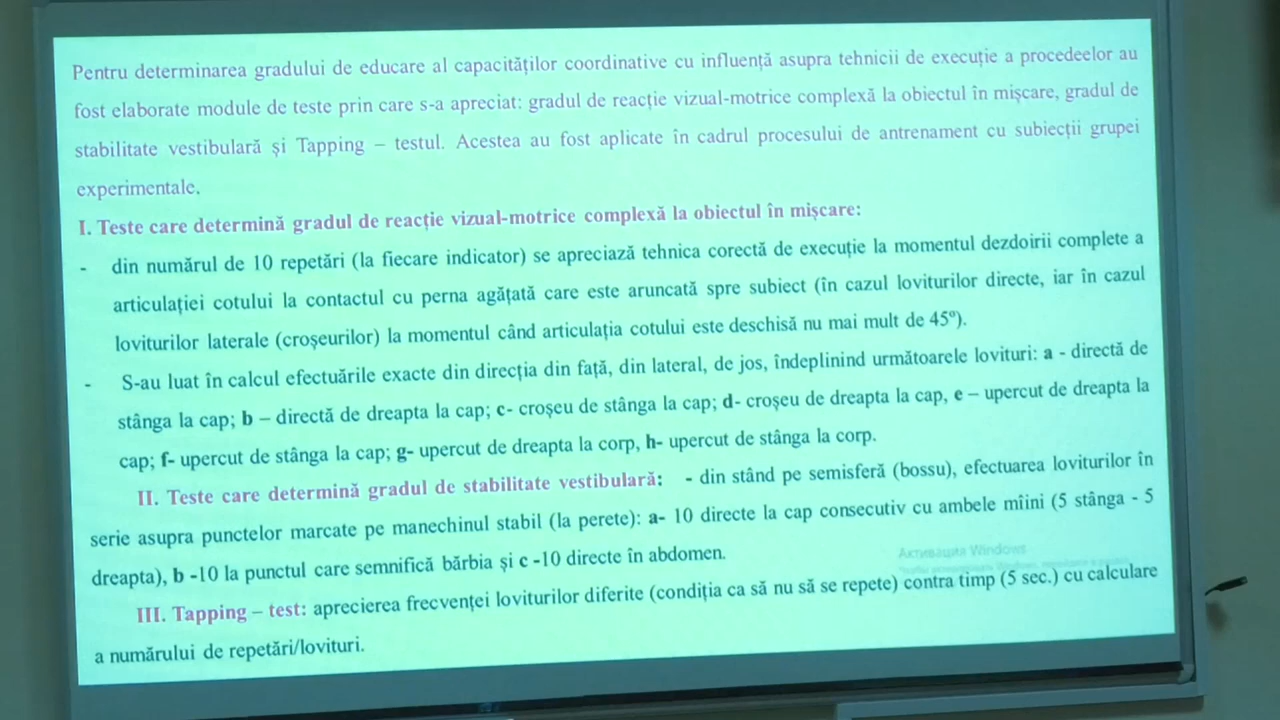 Pentru determinarea gradului de educare al capacităților coordinative cu influență asupra tehnicii de execuție a procedeelor au
fost elaborate module de teste prin care s-a apreciat: gradul de reacție vizual-motrice complexă la obiectul în mișcare, gradul de
stabilitate vestibulară și Tapping – testul. Acestea au fost aplicate în cadrul procesului de antrenament cu subiecții grupei
experimentale.
I. Teste care determină gradul de reacție vizual-motrice complexă la obiectul în mișcare:
- din numărul de 10 repetări (la fiecare indicator) se apreciază tehnica corectă de execuție la momentul dezdoirii complete a
articulației cotului la contactul cu perna agățată care este aruncată spre subiect (în cazul loviturilor directe, iar în cazul
loviturilor laterale (croșeurilor) la momentul când articulația cotului este deschisă nu mai mult de 45º).
- S-au luat în calcul efectuările exacte din direcția din față, din lateral, de jos, îndeplinind următoarele lovituri: a - directă de
stânga la cap; b – directă de dreapta la cap; c- croșeu de stânga la cap; d- croșeu de dreapta la cap, e – upercut de dreapta la
cap; f- upercut de stânga la cap; g- upercut de dreapta la corp, h- upercut de stânga la corp.
II. Teste care determină gradul de stabilitate vestibulară: - din stând pe semisferă (bossu), efectuarea loviturilor în
serie asupra punctelor marcate pe manechinul stabil (la perete): a- 10 directe la cap consecutiv cu ambele mîini (5 stânga - 5
dreapta), b -10 la punctul care semnifică bărbia și c -10 directe în abdomen.
Активация Windows
III. Tapping – test: aprecierea frecvenței loviturilor diferite (condiția ca să nu să se repete) contra timp (5 sec.) cu calculare
a numărului de repetări/lovituri.